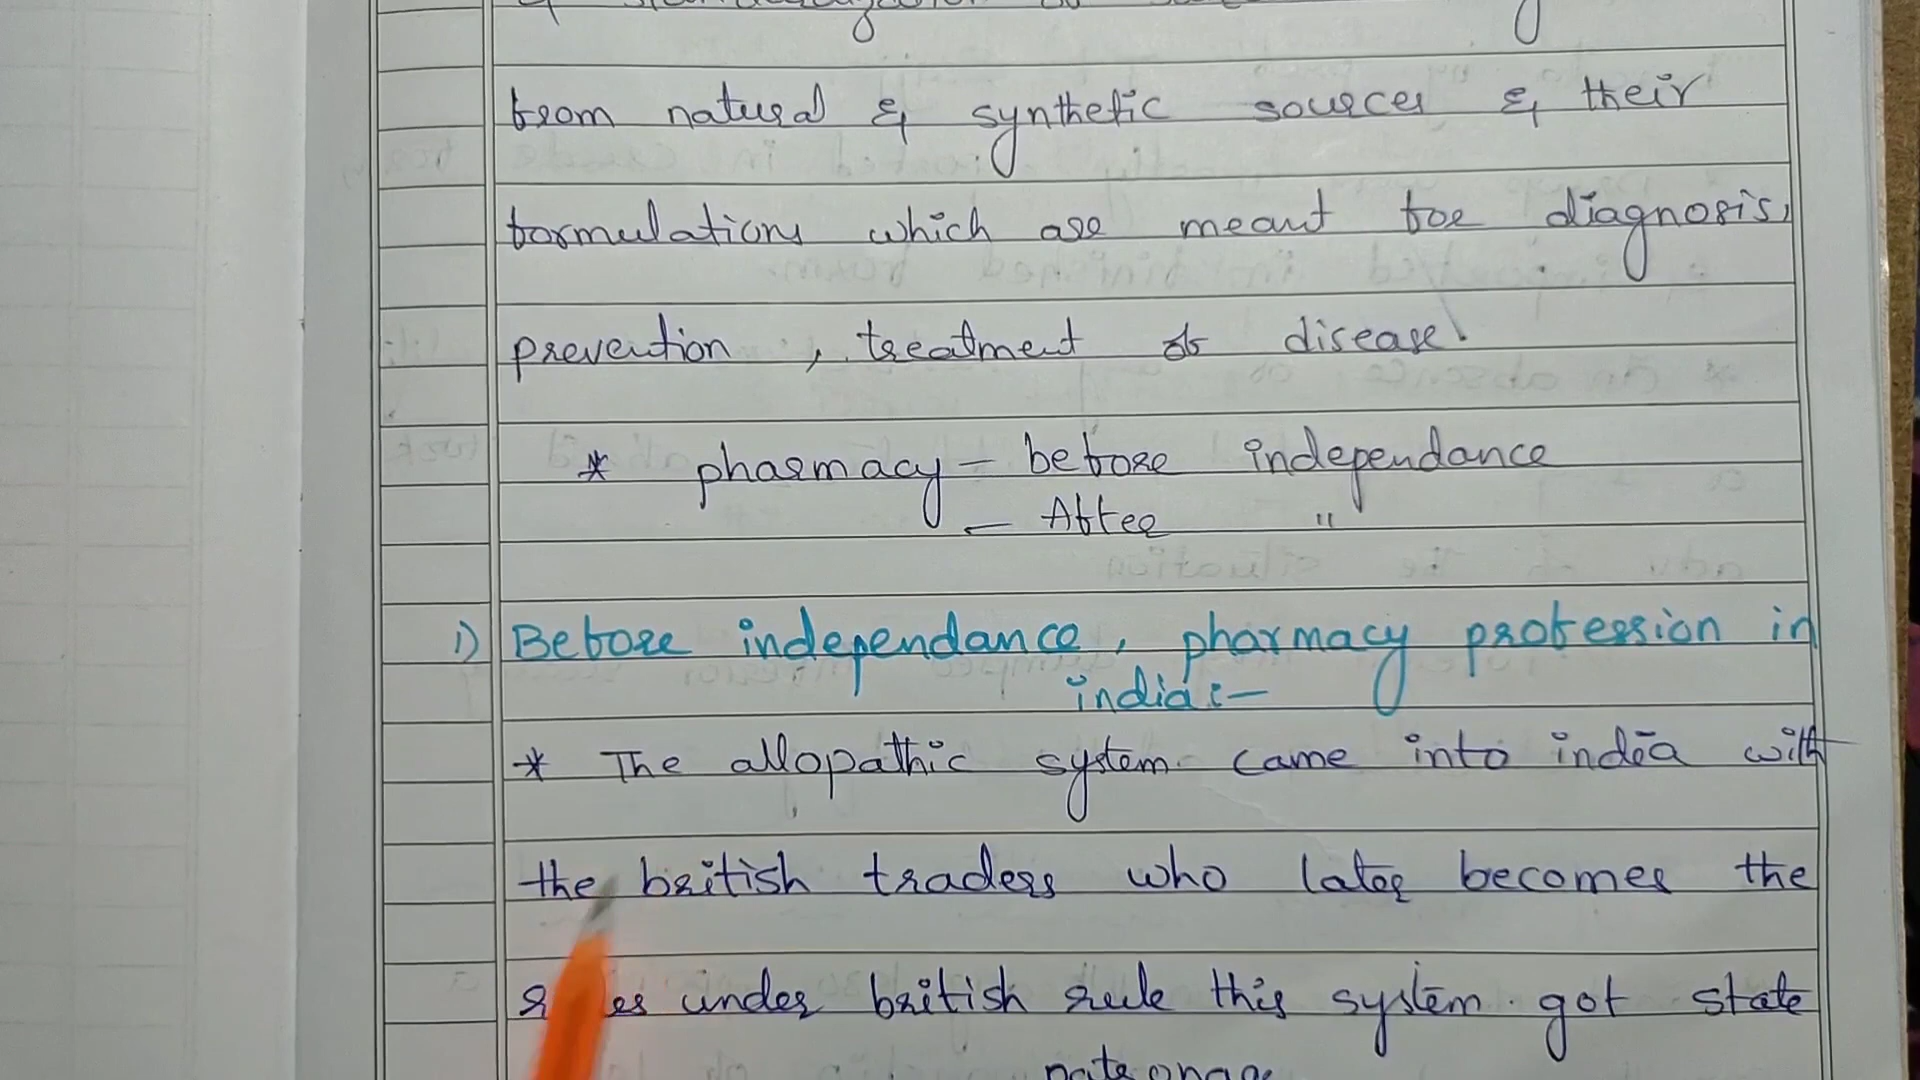 from natural & synthetic sources & their
formulations which are meant for diagnosis,
prevention , treatment of disease.
* pharmacy - before independance
- After "
1) Before independance, pharmacy profession in
india:-
* The allopathic system came into india with
the british traders who later becomes the
under british rule this system got state
patronage